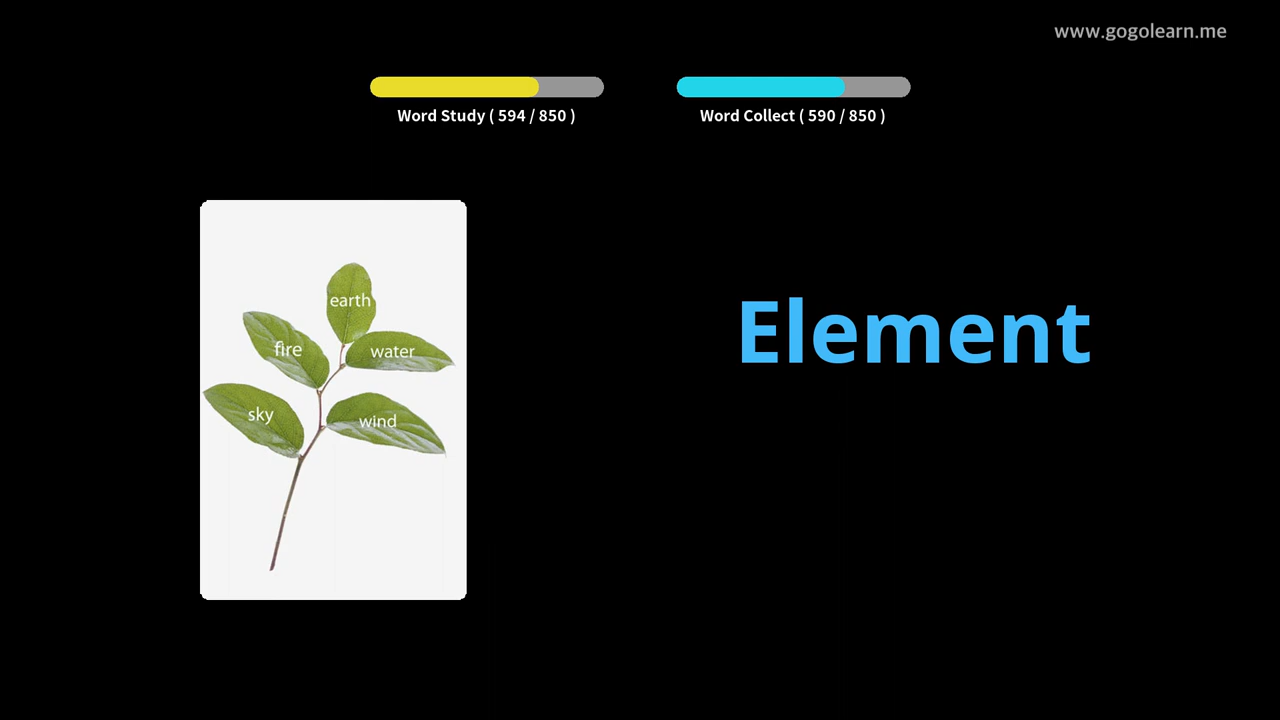 www.gogolearn.me
Word Study ( 594 / 850 )
Word Collect ( 590 / 850 )
earth
fire
water
sky
wind
Element